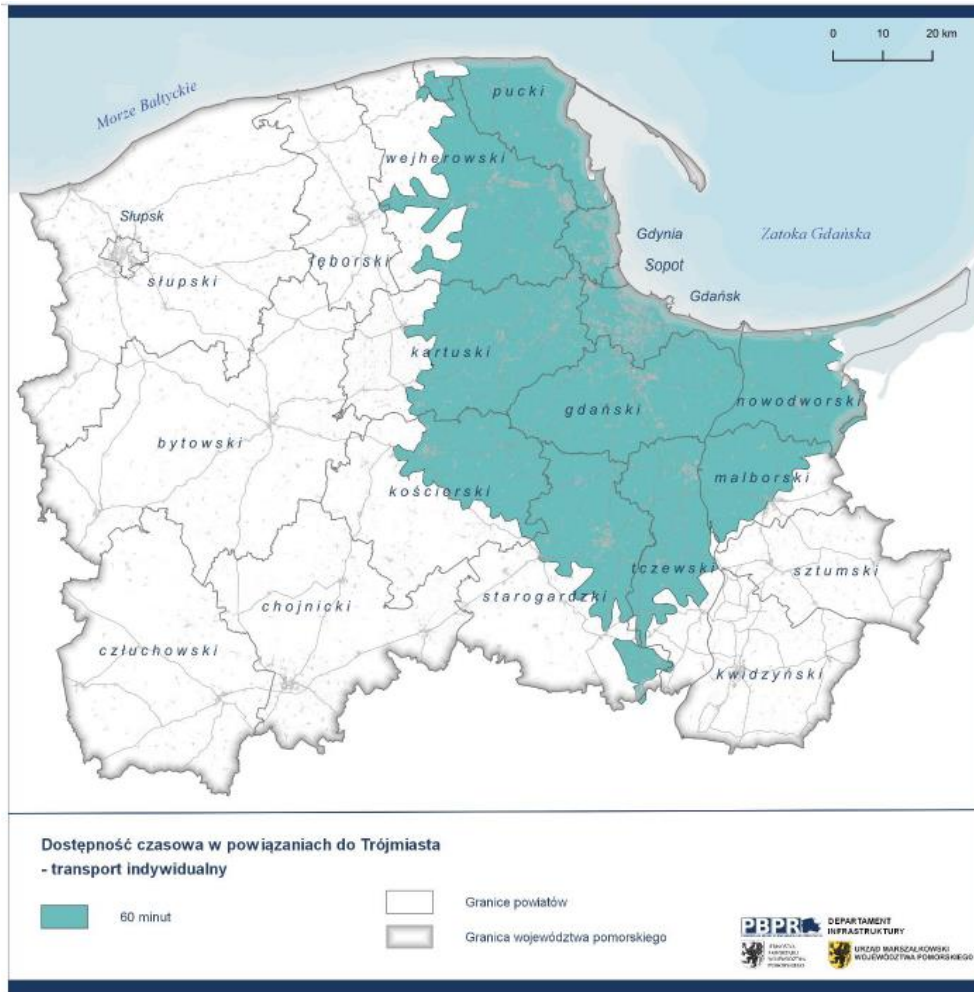 0 10 20 km
Morze Bałtyckie
pucki
wejherowski
Słupsk
Gdynia
Zatoka Gdańska
Sopot
łęborski
słupski
Gdańsk
kartuski
gdański
nowodworski
bytowski
malborski
kościerski
tczewski
sztumski
starogardzki
chojnicki
człuchowski
kwidzyński
Dostępność czasowa w powiązaniach do Trójmiasta
- transport indywidualny
60 minut
Granice powiatów
Granica województwa pomorskiego
PBPR
DEPARTAMENT
INFRASTRUKTURY
URZĄD MARSZAŁKOWSKI
WOJEWÓDZTWA POMORSKIEGO